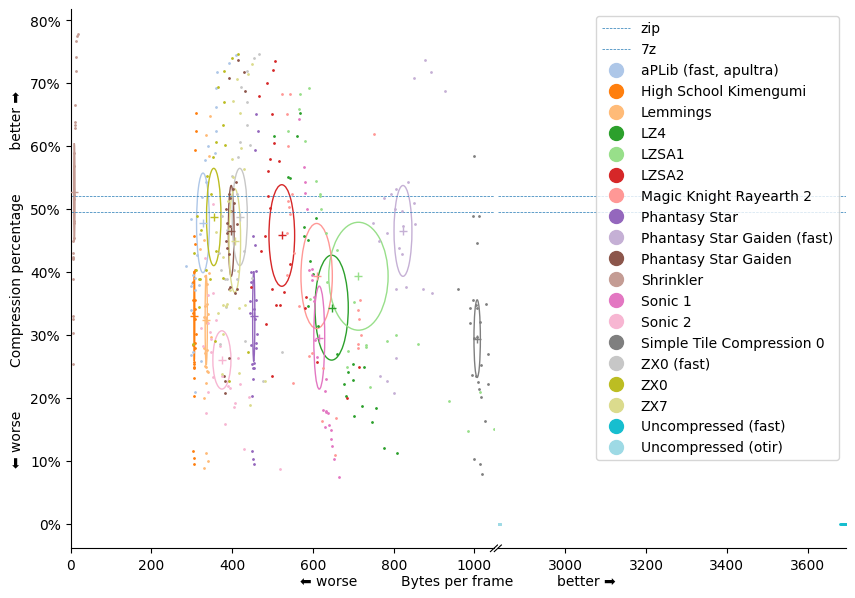 80%
70%
60%
50%
40%
30%
20%
10%
0%
⬅ worse Compression percentage better ➡
0 200 400 600 800 1000 3000 3200 3400 3600
⬅ worse Bytes per frame better ➡
zip
7z
aPLib (fast, apultra)
High School Kimengumi
Lemmings
LZ4
LZSA1
LZSA2
Magic Knight Rayearth 2
Phantasy Star
Phantasy Star Gaiden (fast)
Phantasy Star Gaiden
Shrinkler
Sonic 1
Sonic 2
Simple Tile Compression 0
ZX0 (fast)
ZX0
ZX7
Uncompressed (fast)
Uncompressed (otir)